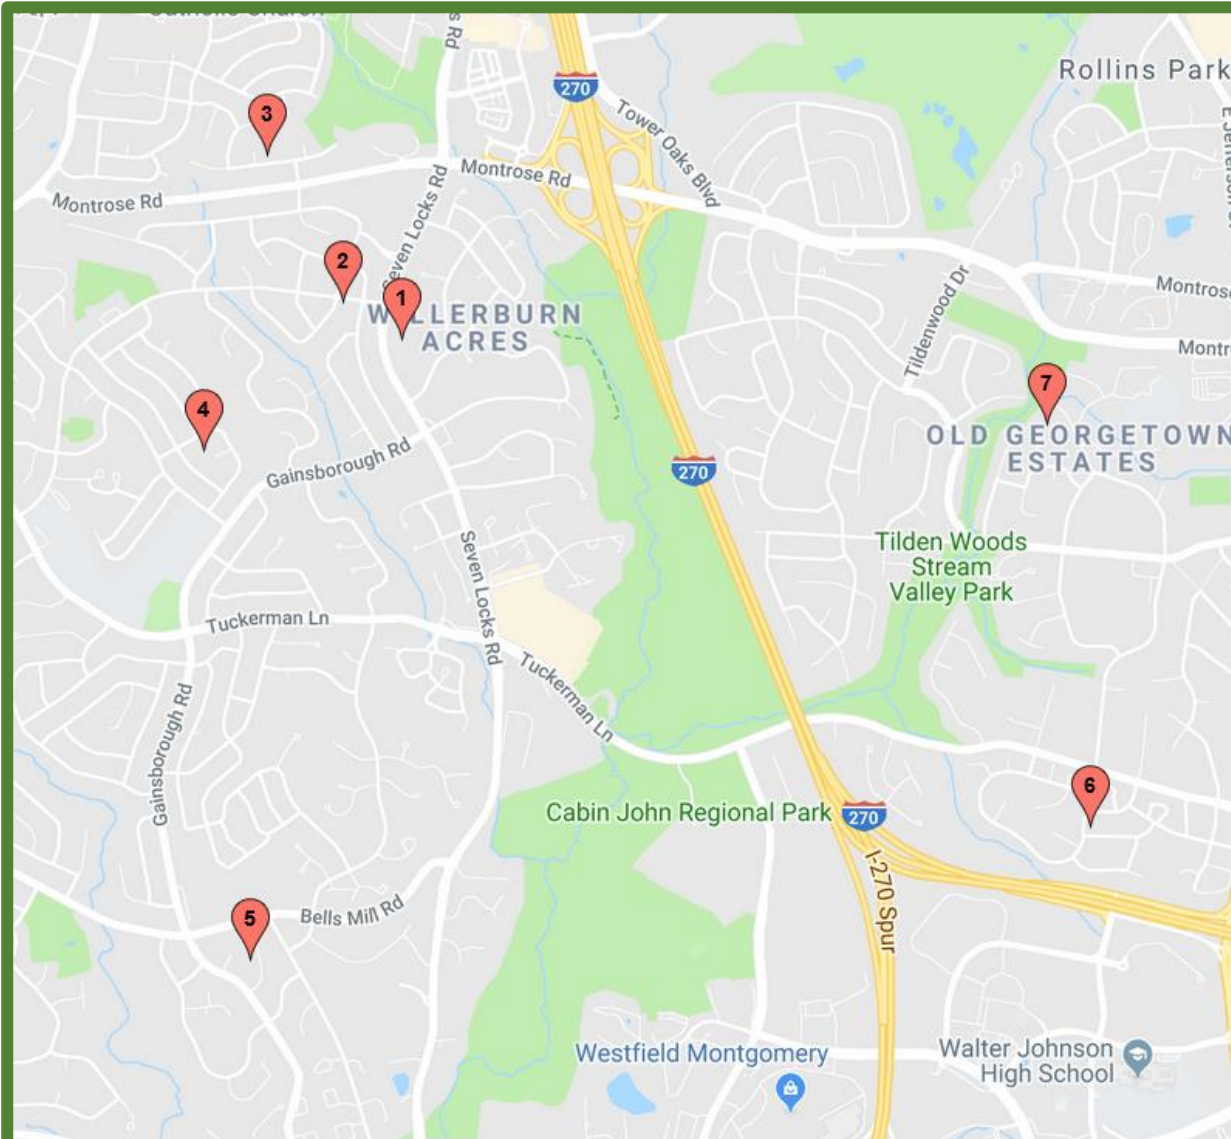 Catholic Church
s Rd
270
Rollins Park
Tower Oaks Blvd
3
Montrose Rd
Montrose Rd
Seven Locks Rd
2
1
WILLERBURN
ACRES
Tildenwood Dr
Montros
Montr
7
4
OLD GEORGETOWN
ESTATES
Gainsborough Rd
270
Seven Locks Rd
Tilden Woods
Stream
Valley Park
Tuckerman Ln
Tuckerman Ln
Gainsborough Rd
6
Cabin John Regional Park
270
I-270 Spur
5
Bells Mill Rd
Westfield Montgomery
Walter Johnson
High School